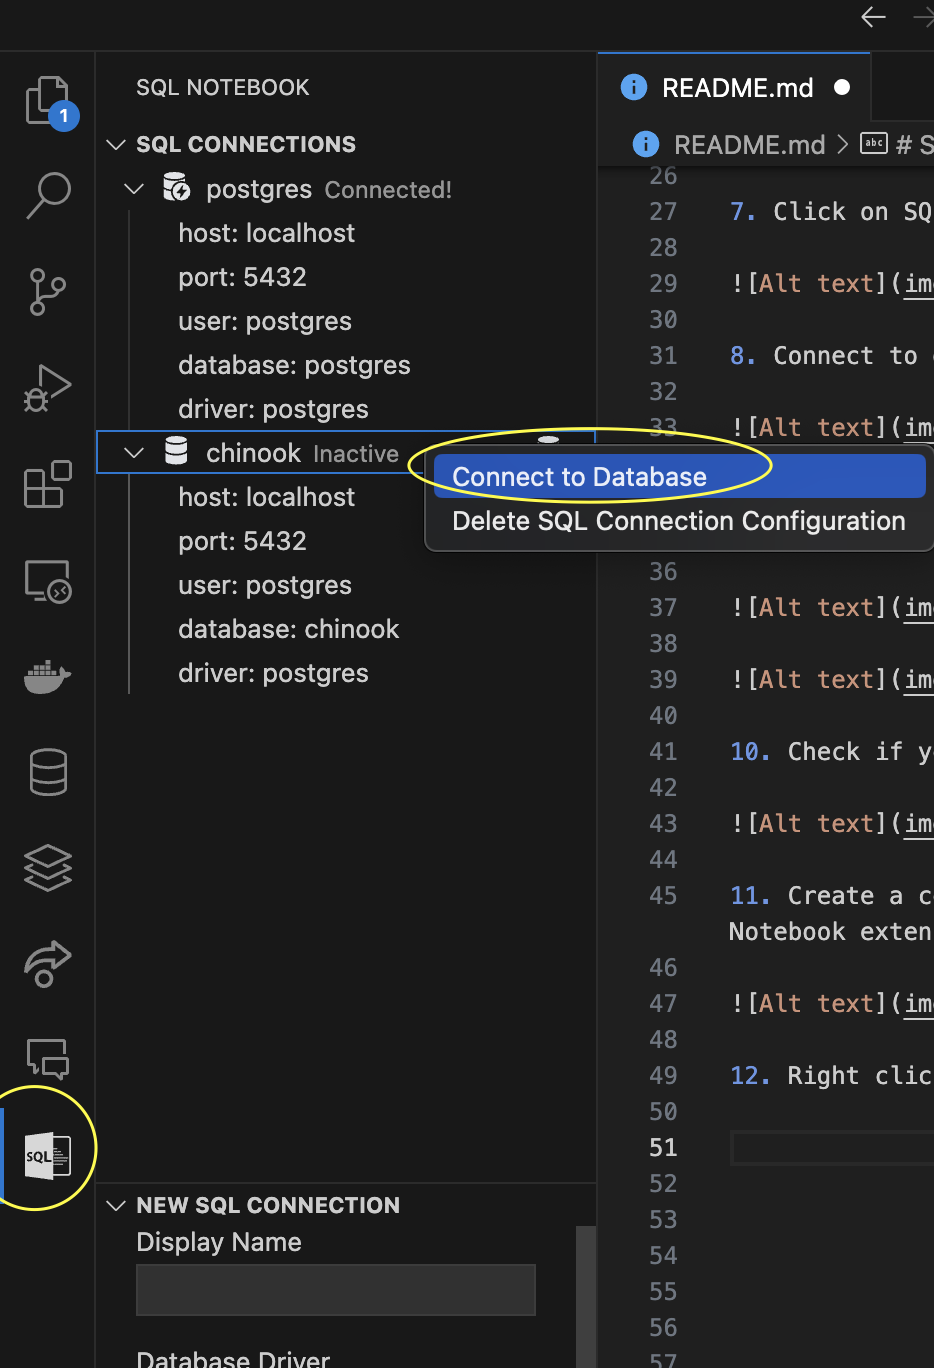 1
SQL NOTEBOOK
SQL CONNECTIONS
postgres Connected!
host: localhost
port: 5432
user: postgres
database: postgres
driver: postgres
chinook Inactive
host: localhost
port: 5432
user: postgres
database: chinook
driver: postgres
Connect to Database
Delete SQL Connection Configuration
SQL
NEW SQL CONNECTION
Display Name
Database Driver
README.md
README.md > abc # S
26
27 7. Click on SQ
28
29 ![Alt text](im
30
31 8. Connect to
32
33 ![Alt text](im
36
37 ![Alt text](im
38
39 ![Alt text](im
40
41 10. Check if y
42
43 ![Alt text](im
44
45 11. Create a c
Notebook exten
46
47 ![Alt text](im
48
49 12. Right clic
50
51
52
53
54
55
56
57